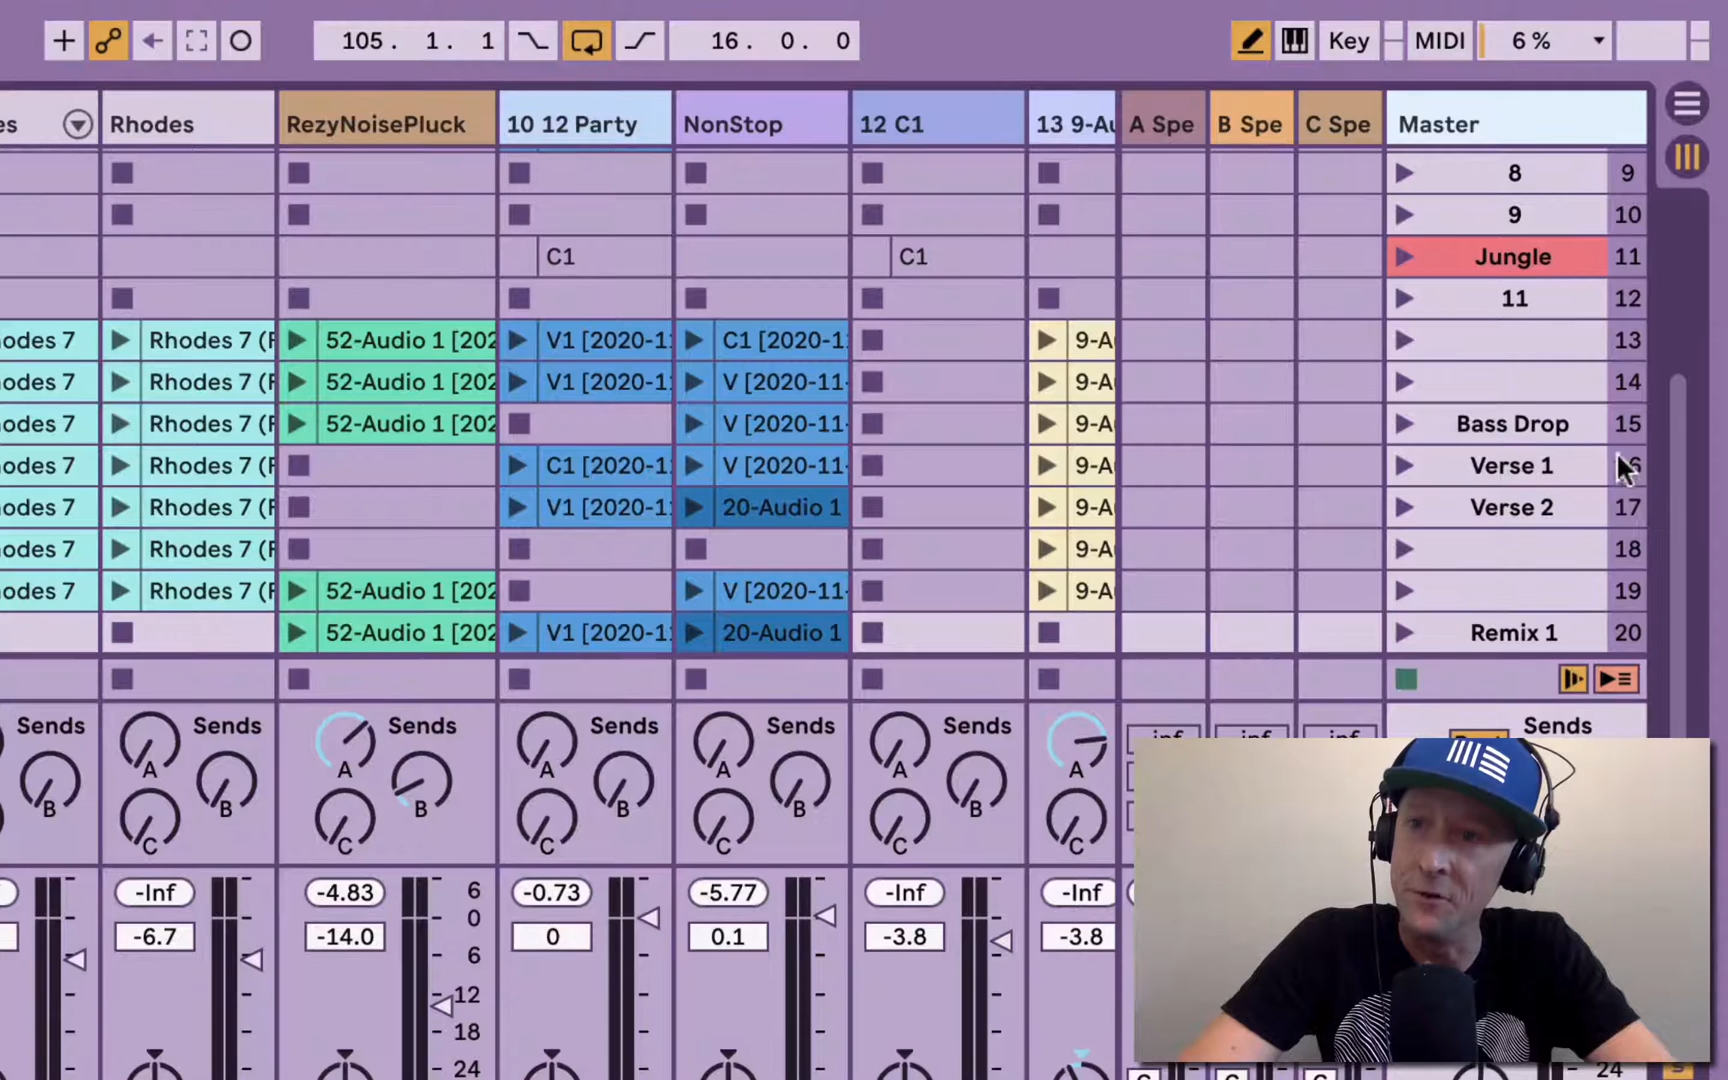 105. 1. 1 16. 0. 0 Key MIDI 6 %
es Rhodes RezyNoisePluck 10 12 Party NonStop 12 C1 13 9-Au A Spe B Spe C Spe Master
8 9
9 10
C1 C1 Jungle 11
11 12
odes 7 Rhodes 7 (F 52-Audio 1 [202 V1 [2020-11 C1 [2020-1 9-A 13
odes 7 Rhodes 7 (F 52-Audio 1 [202 V1 [2020-11 V [2020-11- 9-A 14
odes 7 Rhodes 7 (F 52-Audio 1 [202 V [2020-11- 9-A Bass Drop 15
odes 7 Rhodes 7 (F C1 [2020-1 V [2020-11- 9-A Verse 1 6
odes 7 Rhodes 7 (F V1 [2020-11 20-Audio 1 9-A Verse 2 17
odes 7 Rhodes 7 (F 9-A 18
odes 7 Rhodes 7 (F 52-Audio 1 [202 V [2020-11- 9-A 19
52-Audio 1 [202 V1 [2020-11 20-Audio 1 Remix 1 20
Sends Sends Sends Sends Sends Sends Sends
A A A A A A
B B B B B B
C C C C C C
-Inf -4.83 6 -0.73 -5.77 -Inf -Inf
0
-6.7 -14.0 0 0.1 -3.8 -3.8
6
12
18
24 24